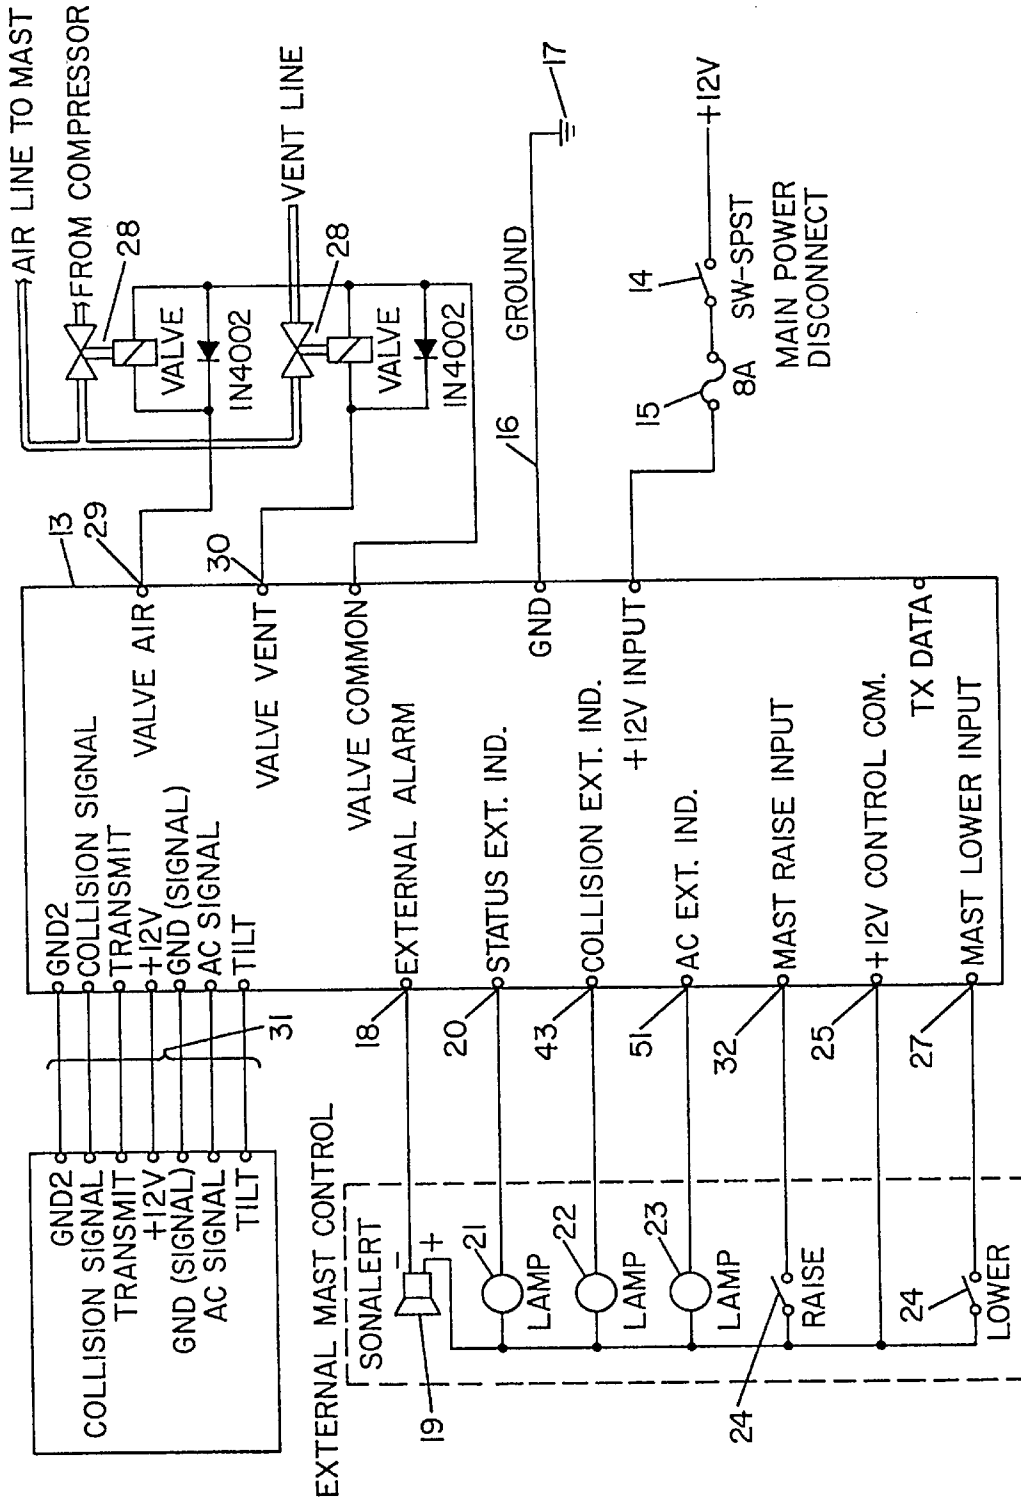 GND2
COLLISION SIGNAL
TRANSMIT
+12V
GND (SIGNAL)
AC SIGNAL
TILT
31
GND2
COLLISION SIGNAL
TRANSMIT
+12V
GND (SIGNAL)
AC SIGNAL
TILT
13
VALVE AIR
29
VALVE VENT
30
VALVE COMMON
GND
+12V INPUT
TX DATA
EXTERNAL ALARM
18
STATUS EXT. IND.
20
COLLISION EXT. IND.
43
AC EXT. IND.
51
MAST RAISE INPUT
32
+12V CONTROL COM.
25
MAST LOWER INPUT
27
AIR LINE TO MAST
FROM COMPRESSOR
28
VALVE
IN4002
VENT LINE
28
VALVE
IN4002
16
GROUND
17
15
8A
14
SW-SPST
MAIN POWER
DISCONNECT
+12V
EXTERNAL MAST CONTROL
SONALERT
-
+
19
21
LAMP
22
LAMP
23
LAMP
24
RAISE
24
LOWER